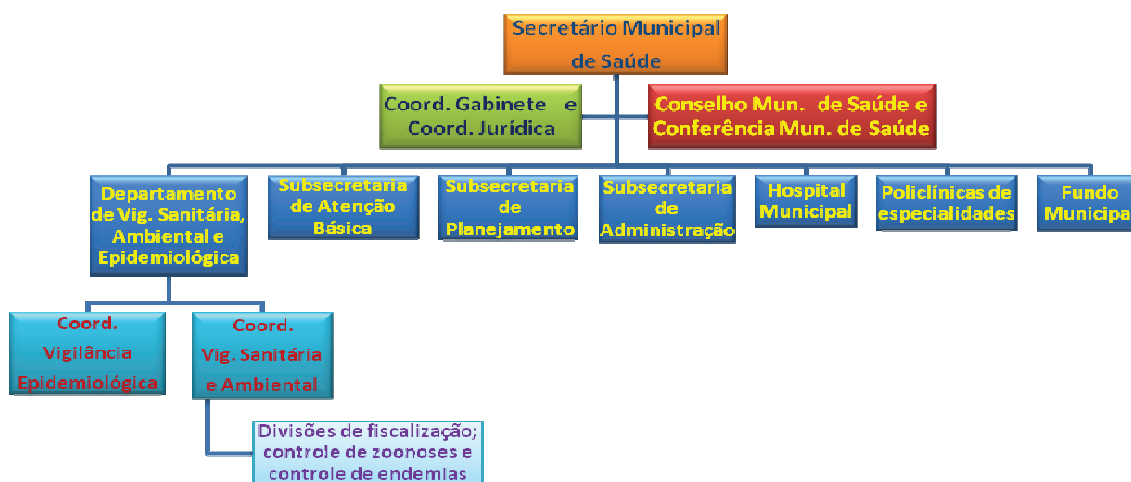 Secretário Municipal
de Saúde
Coord. Gabinete e
Coord. Jurídica
Conselho Mun. de Saúde e
Conferência Mun. de Saúde
Departamento
de Vig. Sanitária,
Ambiental e
Epidemiológica
Subsecretaria
de Atenção
Básica
Subsecretaria
de
Planejamento
Subsecretaria
de
Administração
Hospital
Municipal
Policlínicas de
especialidades
Fundo
Municipal
Coord.
Vigilância
Epidemiológica
Coord.
Vig. Sanitária
e Ambiental
Divisões de fiscalização;
controle de zoonoses e
controle de endemias